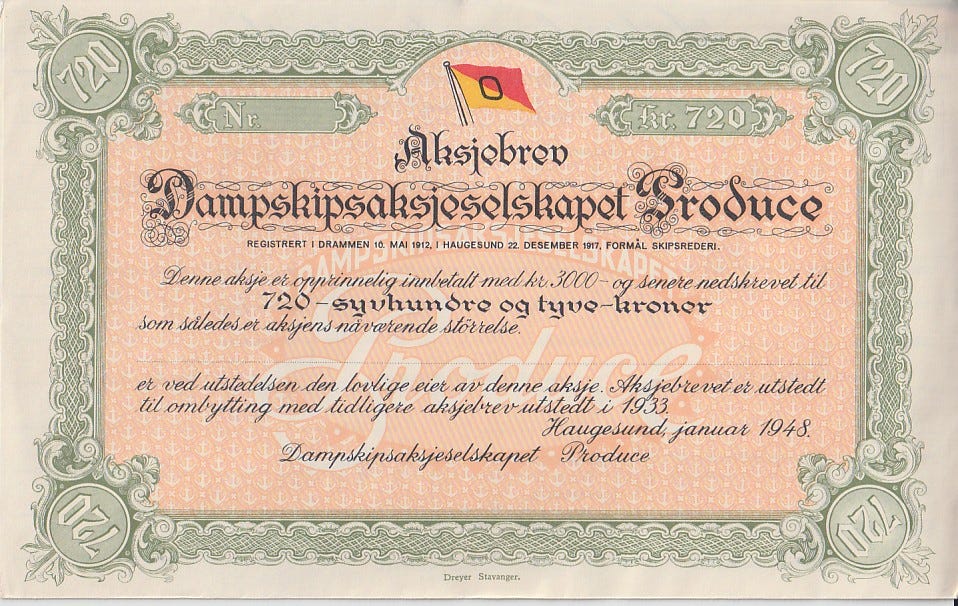 720
720
O
Nr.
Kr. 720
Aksjebrev
Dampskipsaksjeselskapet Produce
REGISTRERT I DRAMMEN 10. MAI 1912, I HAUGESUND 22. DESEMBER 1917, FORMÅL SKIPSREDERI.
DAMPSKIPSAKSJESELSKAPET
Denne aksje er opprinnelig innbetalt med kr. 3000- og senere nedskrevet til
720-syvhundre og tyve-kroner
som således er aksjens nåværende störrelse.
Produce
er ved utstedelsen den lovlige eier av denne aksje. Aksjebrevet er utstedt
til ombytting med tidligere aksjebrev utstedt i 1933.
Haugesund, januar 1948.
Dampskipsaksjeselskapet Produce
720
720
Dreyer Stavanger.